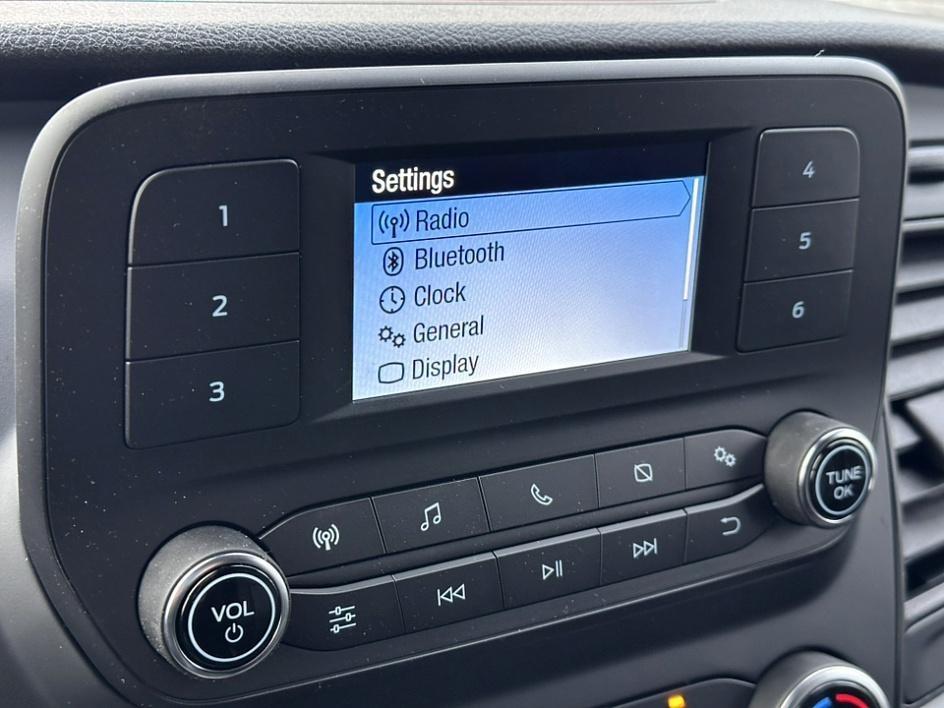 Settings
Radio
Bluetooth
Clock
General
Display
1
2
3
4
5
6
VOL
TUNE
OK